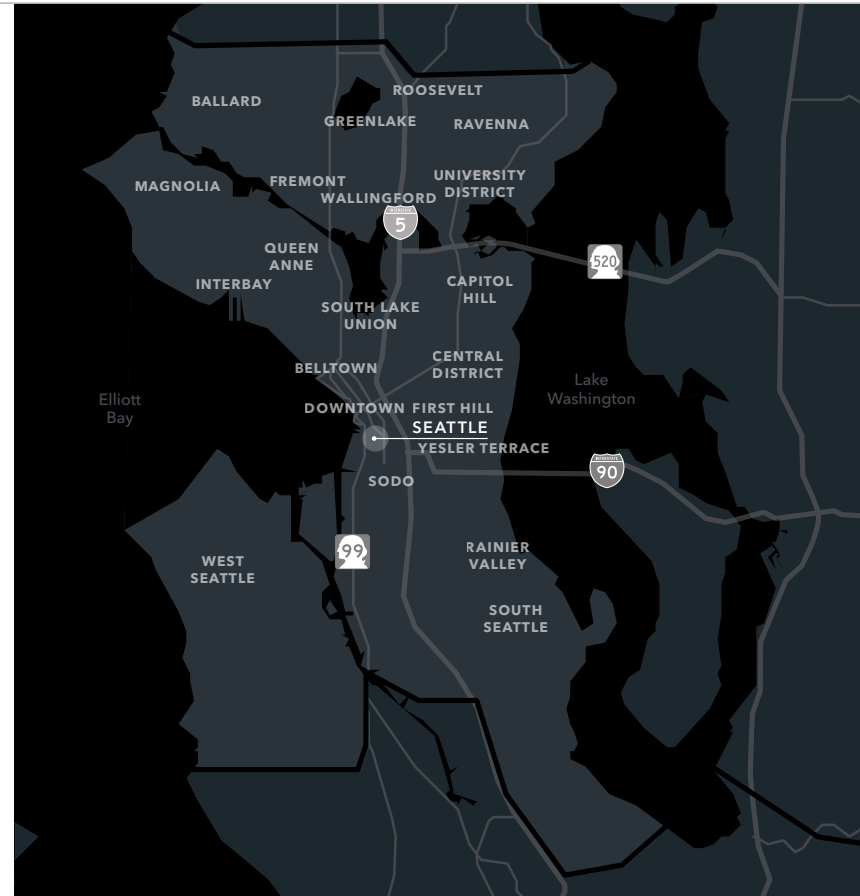 ROOSEVELT
BALLARD
GREENLAKE
RAVENNA
UNIVERSITY
DISTRICT
MAGNOLIA
FREMONT
WALLINGFORD
5
QUEEN
ANNE
520
INTERBAY
CAPITOL
HILL
SOUTH LAKE
UNION
BELLTOWN
CENTRAL
DISTRICT
Lake
Washington
Elliott
Bay
DOWNTOWN
FIRST HILL
SEATTLE
YESLER TERRACE
INTERSTATE
90
SODO
99
RAINIER
VALLEY
WEST
SEATTLE
SOUTH
SEATTLE